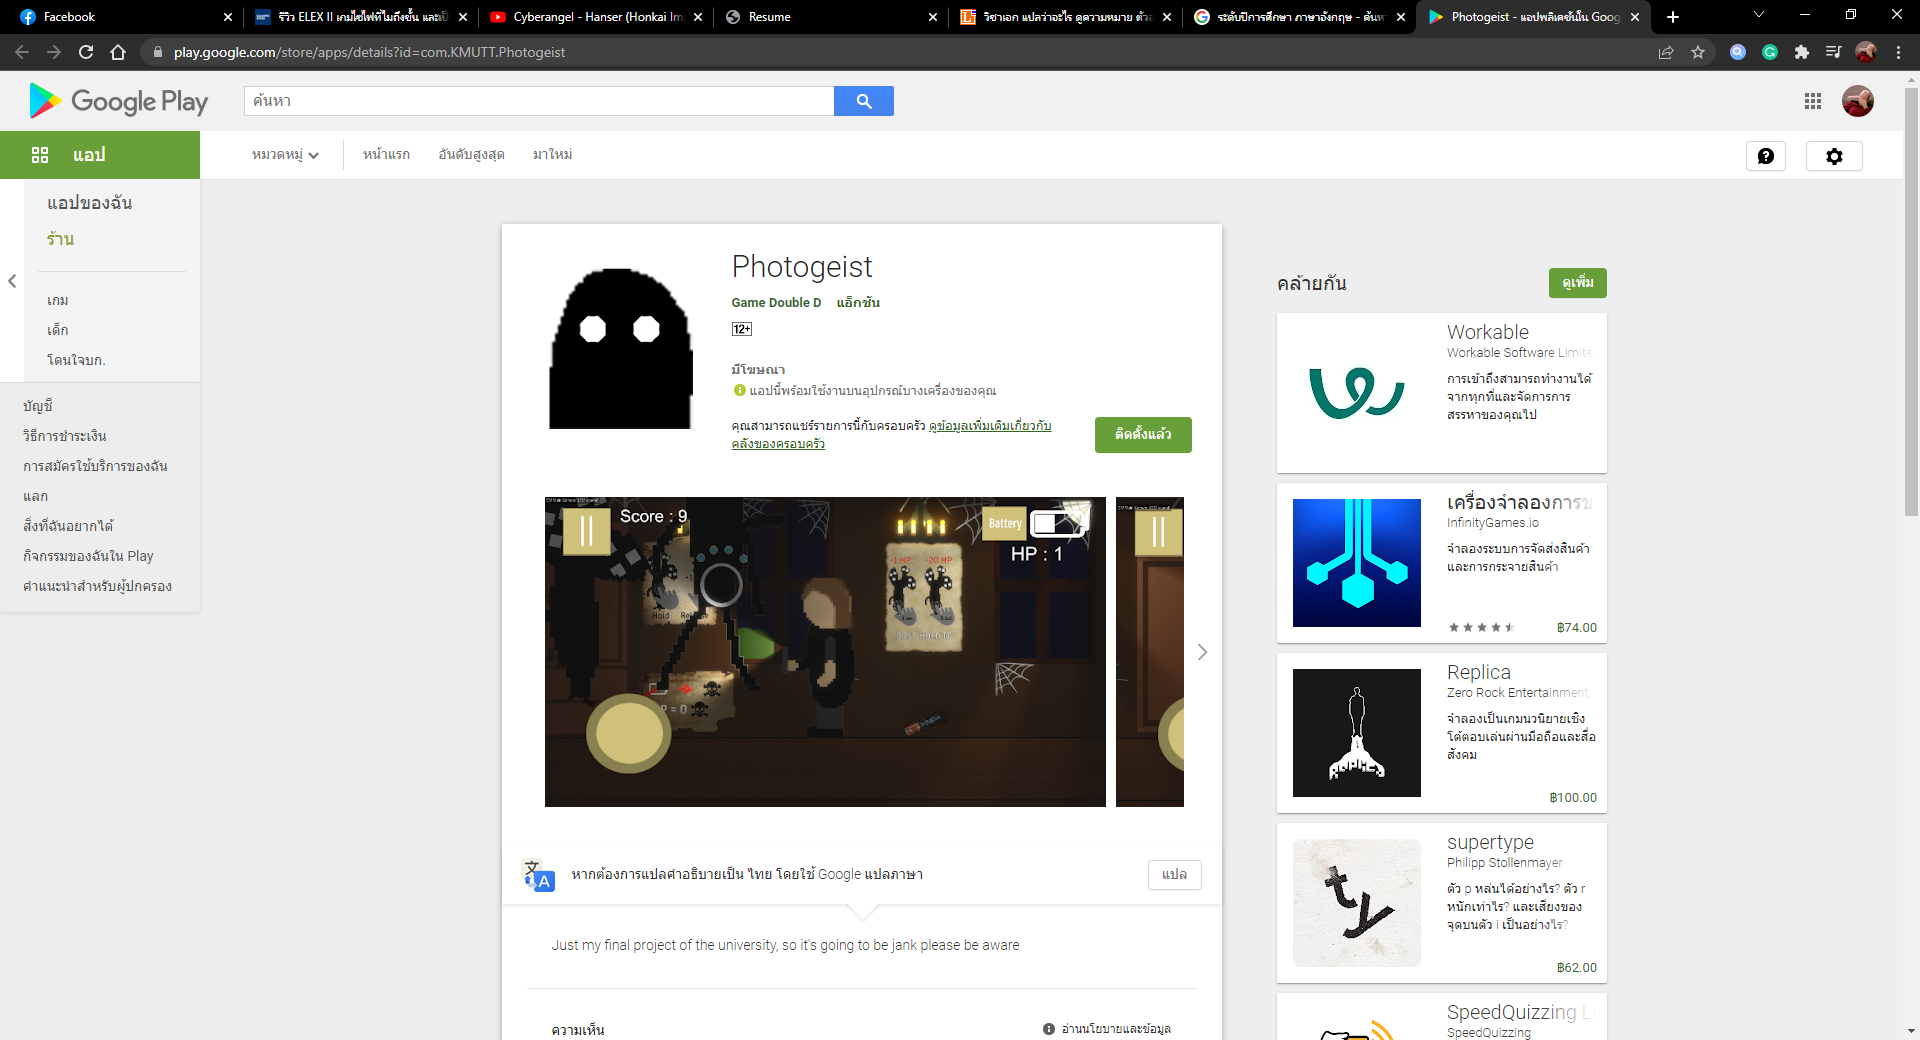 Facebook
รีวิว ELEX II เกมไซไฟที่ไม่ถึงขั้น และเป็
Cyberangel - Hanser (Honkai Im
Resume
วิชาเอก แปลว่าอะไร ดูความหมาย ตัวอ
ระดับปีการศึกษา ภาษาอังกฤษ - ค้นหา
Photogeist - แอปพลิเคชันใน Goog
play.google.com/store/apps/details?id=com.KMUTT.Photogeist
Google Play
ค้นหา
แอป
หมวดหมู่
หน้าแรก
อันดับสูงสุด
มาใหม่
แอปของฉัน
ร้าน
เกม
เด็ก
โดนใจบก.
บัญชี
วิธีการชำระเงิน
การสมัครใช้บริการของฉัน
แลก
สิ่งที่ฉันอยากได้
กิจกรรมของฉันใน Play
คำแนะนำสำหรับผู้ปกครอง
Photogeist
Game Double D แอ็กชัน
12+
มีโฆษณา
แอปนี้พร้อมใช้งานบนอุปกรณ์บางเครื่องของคุณ
คุณสามารถแชร์รายการนี้กับครอบครัว ดูข้อมูลเพิ่มเติมเกี่ยวกับ
คลังของครอบครัว
ติดตั้งแล้ว
Score : 9
Battery
HP : 1
-1 HP -20 HP
Hold
หากต้องการแปลคำอธิบายเป็น ไทย โดยใช้ Google แปลภาษา
แปล
Just my final project of the university, so it's going to be jank please be aware
ความเห็น
อ่านนโยบายและข้อมูล
คล้ายกัน
ดูเพิ่ม
Workable
Workable Software Limite
การเข้าถึงสามารถทำงานได้
จากทุกที่และจัดการการ
สรรหาของคุณไป
เครื่องจำลองการข
InfinityGames.io
จำลองระบบการจัดส่งสินค้า
และการกระจายสินค้า
฿74.00
Replica
Zero Rock Entertainment
จำลองเป็นเกมนวนิยายเชิง
โต้ตอบเล่นผ่านมือถือและสื่อ
สังคม
REPLICA
฿100.00
supertype
Philipp Stollenmayer
ตัว p หล่นได้อย่างไร? ตัว r
หนักเท่าไร? และเสียงของ
จุดบนตัว i เป็นอย่างไร?
ty
฿62.00
SpeedQuizzing L
SpeedQuizzing